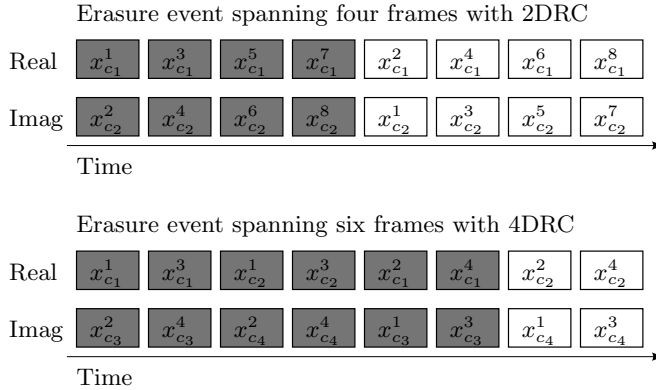 Erasure event spanning four frames with 2DRC
Real x_{c_1}^1 x_{c_1}^3 x_{c_1}^5 x_{c_1}^7 x_{c_1}^2 x_{c_1}^4 x_{c_1}^6 x_{c_1}^8
Imag x_{c_2}^2 x_{c_2}^4 x_{c_2}^6 x_{c_2}^8 x_{c_2}^1 x_{c_2}^3 x_{c_2}^5 x_{c_2}^7
Time
Erasure event spanning six frames with 4DRC
Real x_{c_1}^1 x_{c_1}^3 x_{c_2}^1 x_{c_2}^3 x_{c_1}^2 x_{c_1}^4 x_{c_2}^2 x_{c_2}^4
Imag x_{c_3}^2 x_{c_3}^4 x_{c_4}^2 x_{c_4}^4 x_{c_3}^1 x_{c_3}^3 x_{c_4}^1 x_{c_4}^3
Time